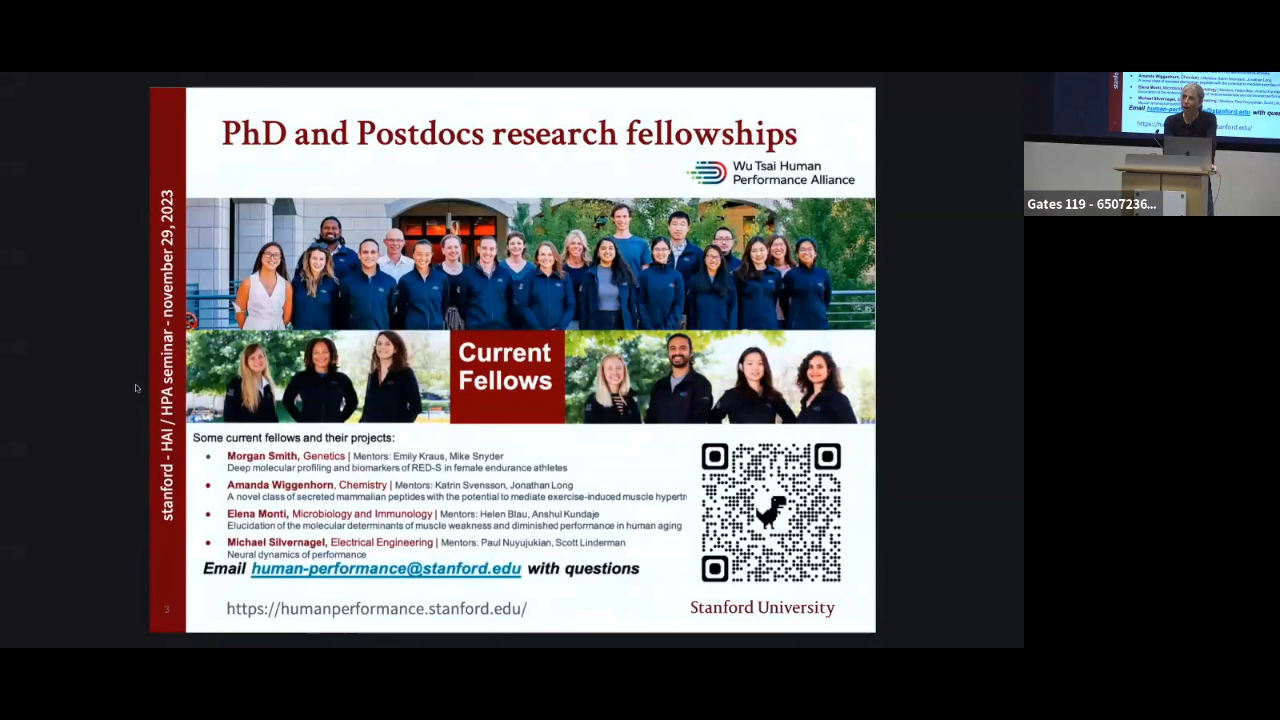 PhD and Postdocs research fellowships
Wu Tsai Human
Performance Alliance
stanford - HAI / HPA seminar - november 29, 2023
Current
Fellows
Some current fellows and their projects:
• Morgan Smith, Genetics | Mentors: Emily Kraus, Mike Snyder
Deep molecular profiling and biomarkers of RED-S in female endurance athletes
• Amanda Wiggenhorn, Chemistry | Mentors: Katrin Svensson, Jonathan Long
A novel class of secreted mammalian peptides with the potential to mediate exercise-induced muscle hypertr
• Elena Monti, Microbiology and Immunology | Mentors: Helen Blau, Anshul Kundaje
Elucidation of the molecular determinants of muscle weakness and diminished performance in human aging
• Michael Silvernagel, Electrical Engineering | Mentors: Paul Nuyujukian, Scott Linderman
Neural dynamics of performance
Email human-performance@stanford.edu with questions
3
https://humanperformance.stanford.edu/
Stanford University
Gates 119 - 6507236...